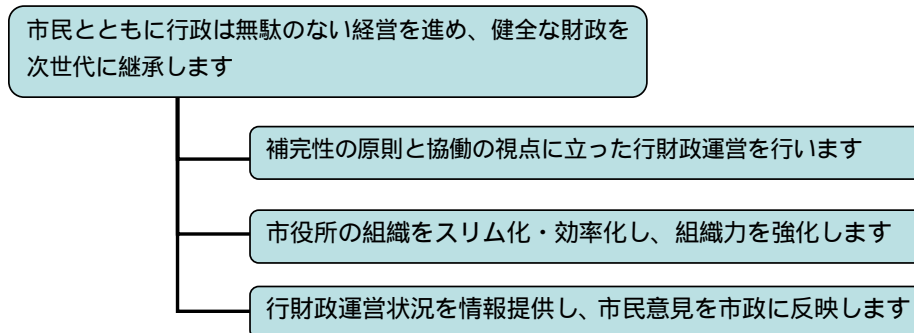 市民とともに行政は無駄のない経営を進め、健全な財政を
次世代に継承します
補完性の原則と協働の視点に立った行財政運営を行います
市役所の組織をスリム化・効率化し、組織力を強化します
行財政運営状況を情報提供し、市民意見を市政に反映します